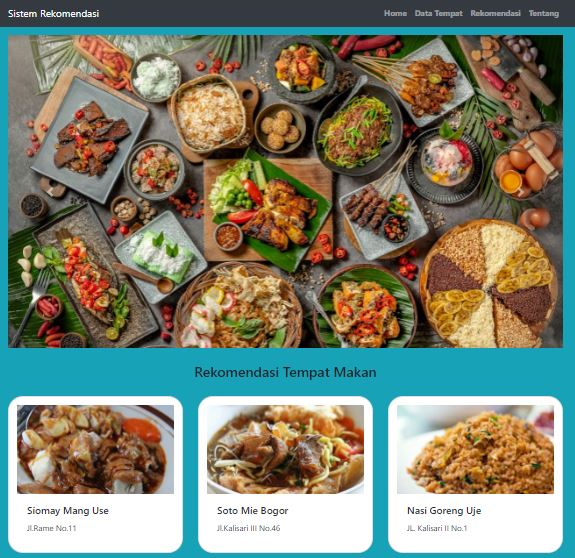 Sistem Rekomendasi
Home Data Tempat Rekomendasi Tentang
Rekomendasi Tempat Makan
Siomay Mang Use
Jl.Rame No.11
Soto Mie Bogor
Jl.Kalisari III No.46
Nasi Goreng Uje
JL. Kalisari II No.1